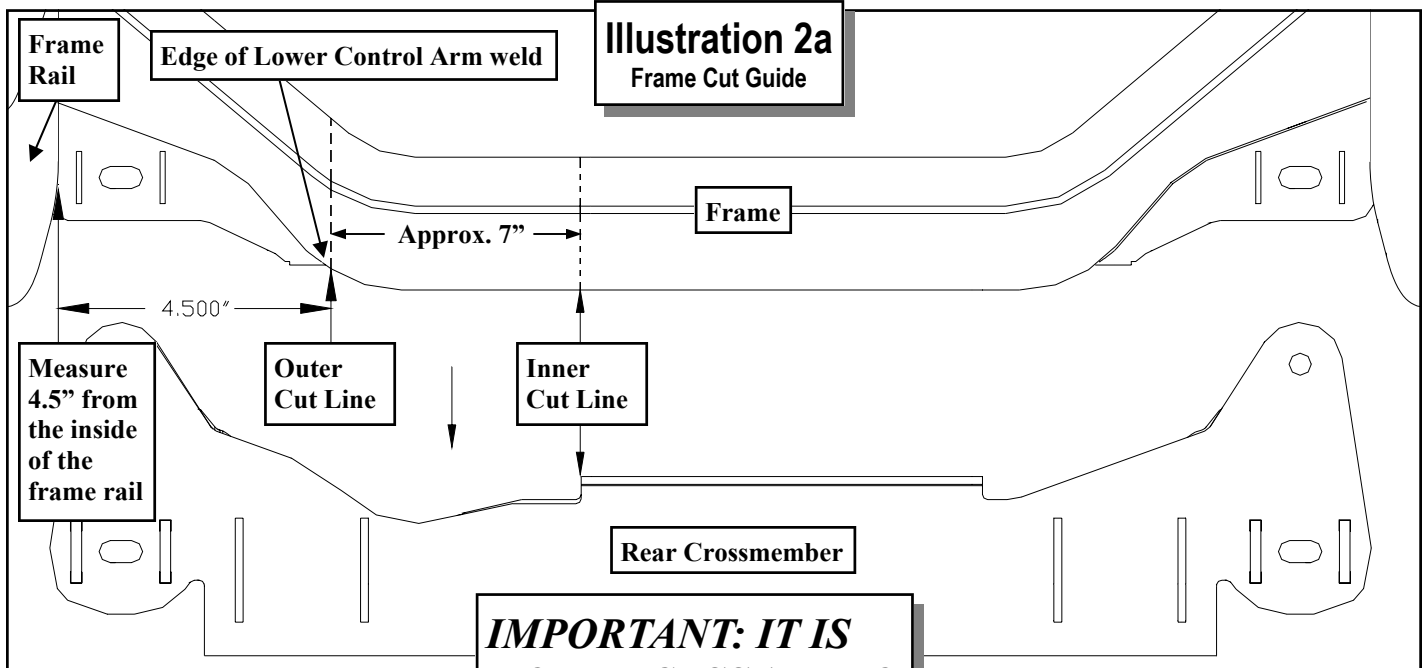 Illustration 2a
Frame Cut Guide
Frame
Rail
Edge of Lower Control Arm weld
Frame
Approx. 7”
4.500"
Measure
4.5” from
the inside
of the
frame rail
Outer
Cut Line
Inner
Cut Line
Rear Crossmember
IMPORTANT: IT IS